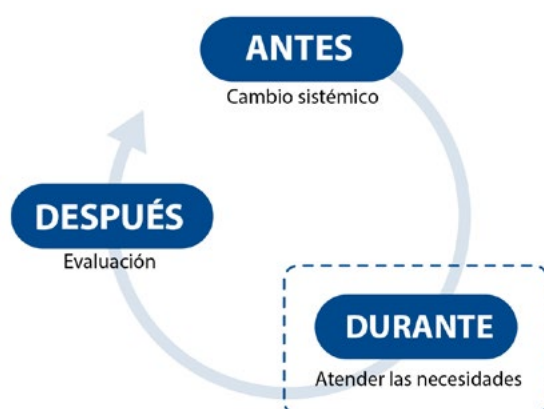 ANTES
Cambio sistémico
DESPUÉS
Evaluación
DURANTE
Atender las necesidades